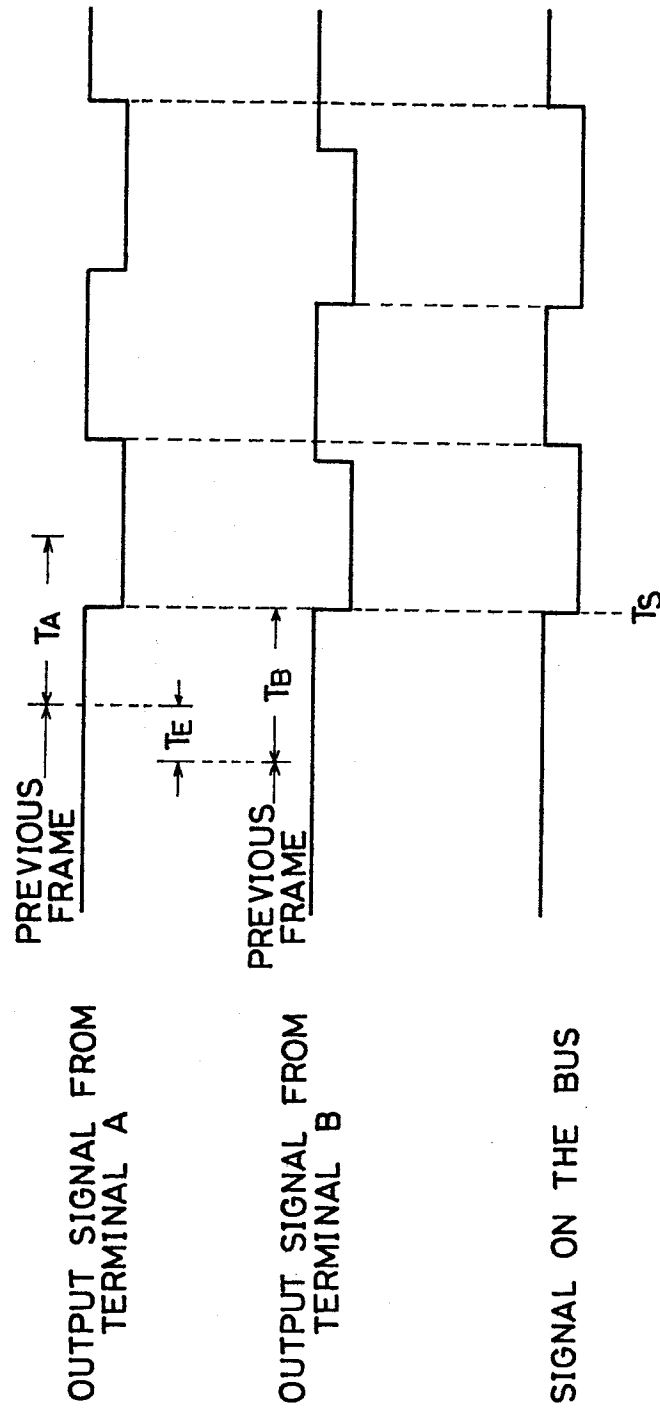 PREVIOUS
FRAME
TA
OUTPUT SIGNAL FROM
TERMINAL A
TE
PREVIOUS
FRAME
TB
OUTPUT SIGNAL FROM
TERMINAL B
SIGNAL ON THE BUS
TS